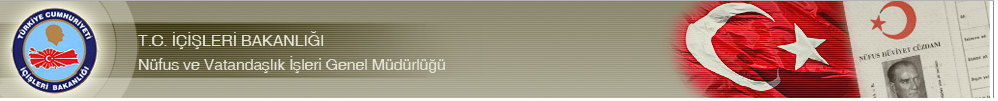 TÜRKİYE CUMHURİYETİ
İÇİŞLERİ BAKANLIĞI
T.C. İÇİŞLERİ BAKANLIĞI
Nüfus ve Vatandaşlık İşleri Genel Müdürlüğü
NÜFUS HÜVİYET CÜZDANI